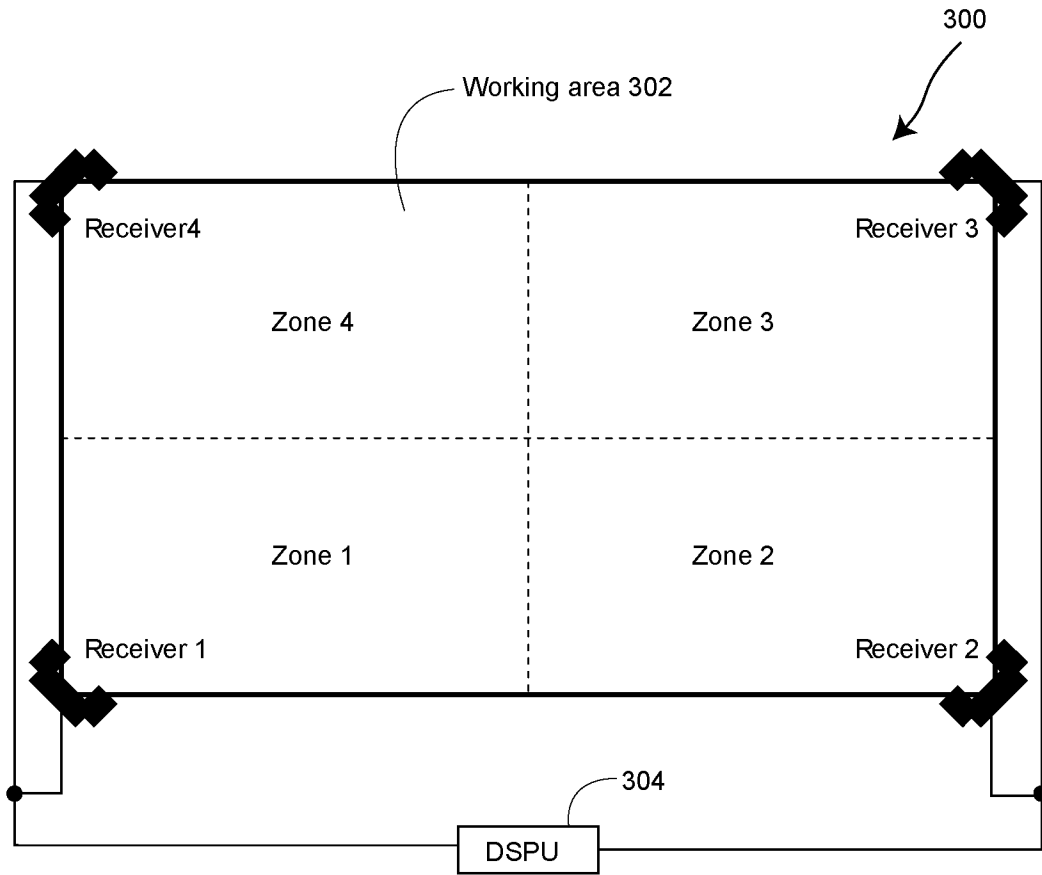 300
Working area 302
Receiver4
Receiver 3
Zone 4
Zone 3
Zone 1
Zone 2
Receiver 1
Receiver 2
304
DSPU